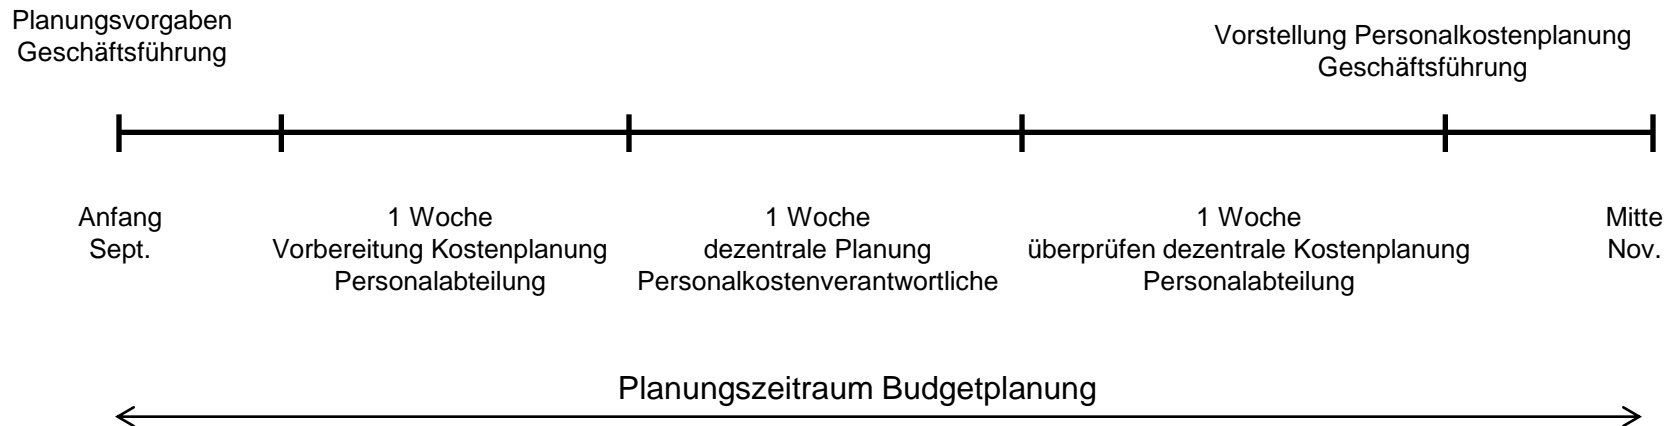 Planungsvorgaben
Geschäftsführung
Vorstellung Personalkostenplanung
Geschäftsführung
Anfang
Sept.
1 Woche
Vorbereitung Kostenplanung
Personalabteilung
1 Woche
dezentrale Planung
Personalkostenverantwortliche
1 Woche
überprüfen dezentrale Kostenplanung
Personalabteilung
Mitte
Nov.
Planungszeitraum Budgetplanung